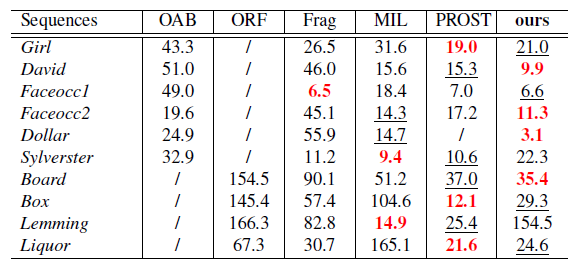 Sequences OAB ORF Frag MIL PROST ours
Girl 43.3 / 26.5 31.6 19.0 21.0
David 51.0 / 46.0 15.6 15.3 9.9
Faceocc1 49.0 / 6.5 18.4 7.0 6.6
Faceocc2 19.6 / 45.1 14.3 17.2 11.3
Dollar 24.9 / 55.9 14.7 / 3.1
Sylverster 32.9 / 11.2 9.4 10.6 22.3
Board / 154.5 90.1 51.2 37.0 35.4
Box / 145.4 57.4 104.6 12.1 29.3
Lemming / 166.3 82.8 14.9 25.4 154.5
Liquor / 67.3 30.7 165.1 21.6 24.6